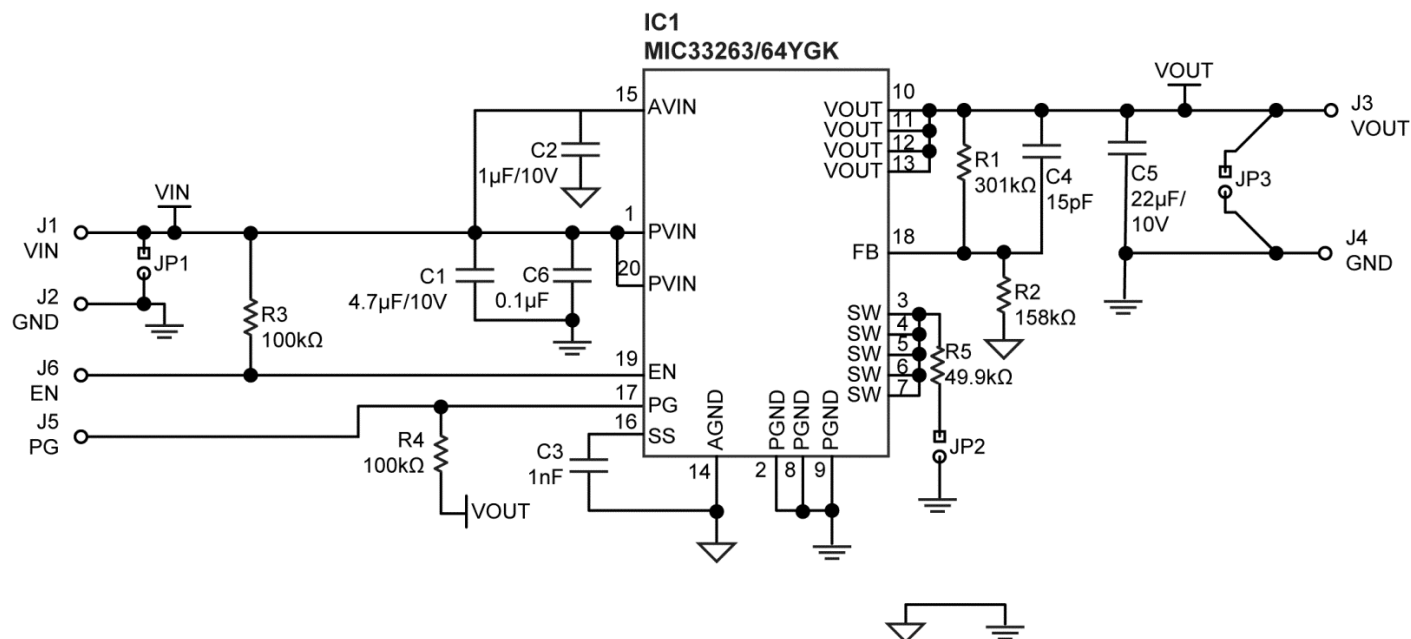 IC1
MIC33263/64YGK
15
AVIN
C2
1µF/10V
VIN
J1
VIN
JP1
J2
GND
R3
100kΩ
J6
EN
J5
PG
1
PVIN
20
PVIN
C1
4.7µF/10V
C6
0.1µF
19
EN
17
PG
16
SS
R4
100kΩ
VOUT
C3
1nF
AGND
14
PGND
PGND
PGND
2
8
9
10
VOUT
11
VOUT
12
VOUT
13
VOUT
R1
301kΩ
C4
15pF
C5
22µF/
10V
VOUT
J3
VOUT
JP3
J4
GND
18
FB
R2
158kΩ
3
SW
4
SW
5
SW
6
SW
7
SW
R5
49.9kΩ
JP2